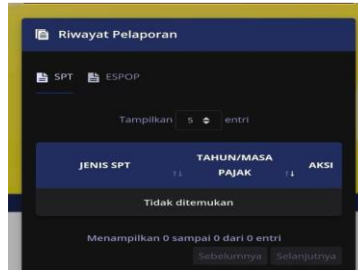 Riwayat Pelaporan
SPT ESPOP
Tampilkan 5 entri
JENIS SPT TAHUN/MASA PAJAK AKSI
Tidak ditemukan
Menampilkan 0 sampai 0 dari 0 entri
Sebelumnya Selanjutnya